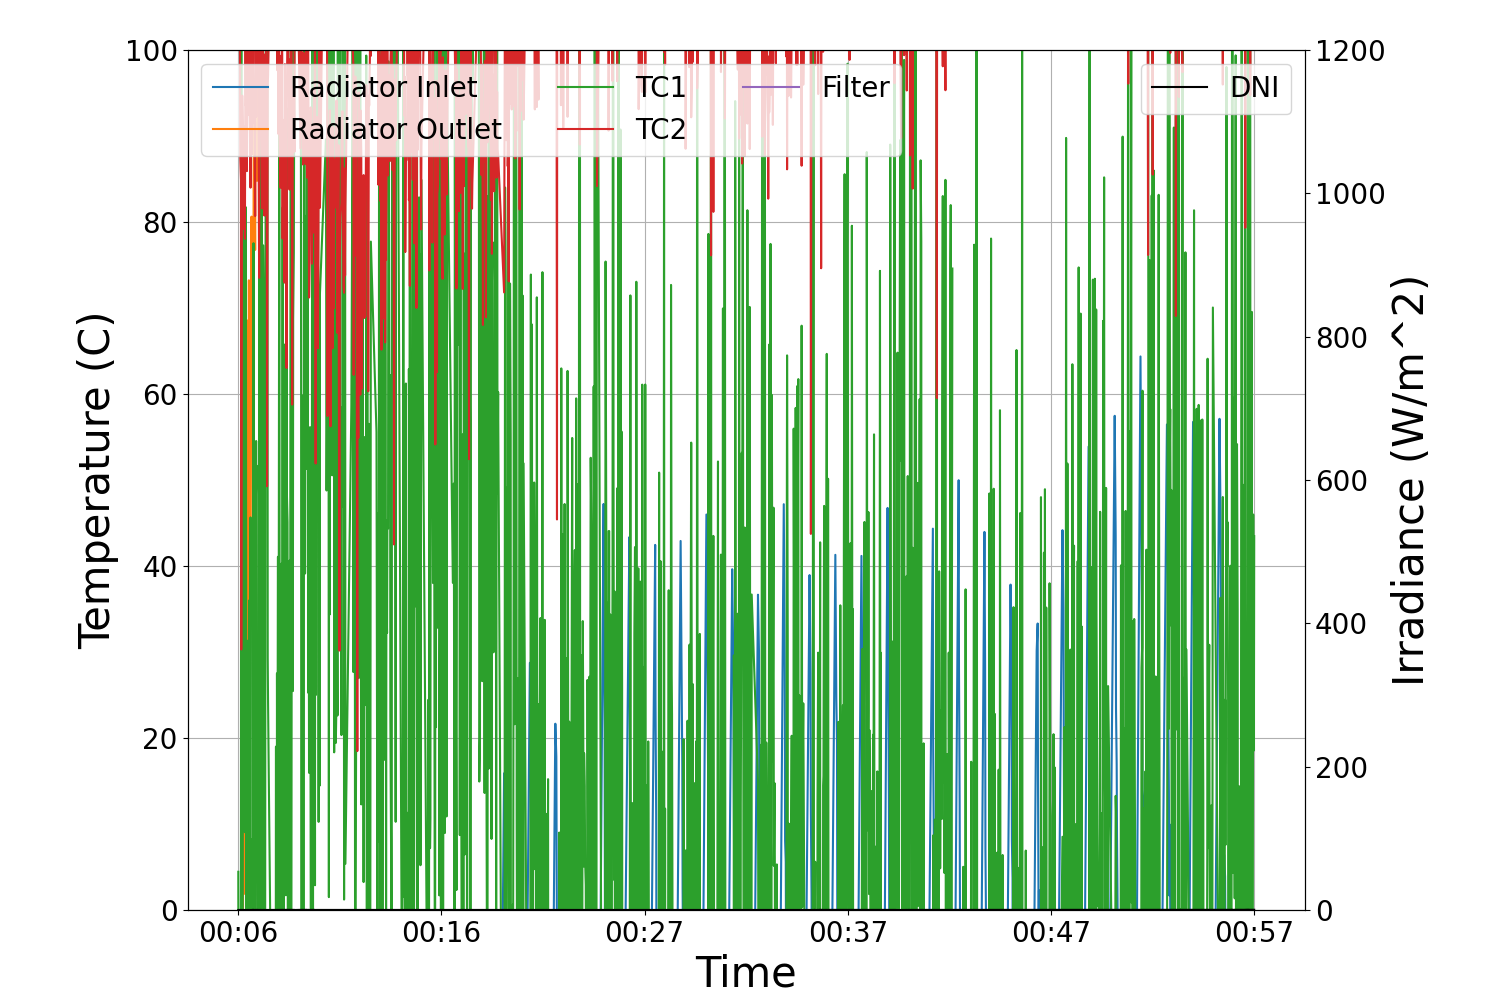 Radiator Inlet
Radiator Outlet
TC1
TC2
Filter
DNI
Temperature (C)
100
80
60
40
20
0
1200
1000
800
600
400
200
0
Irradiance (W/m^2)
00:06 00:16 00:27 00:37 00:47 00:57
Time